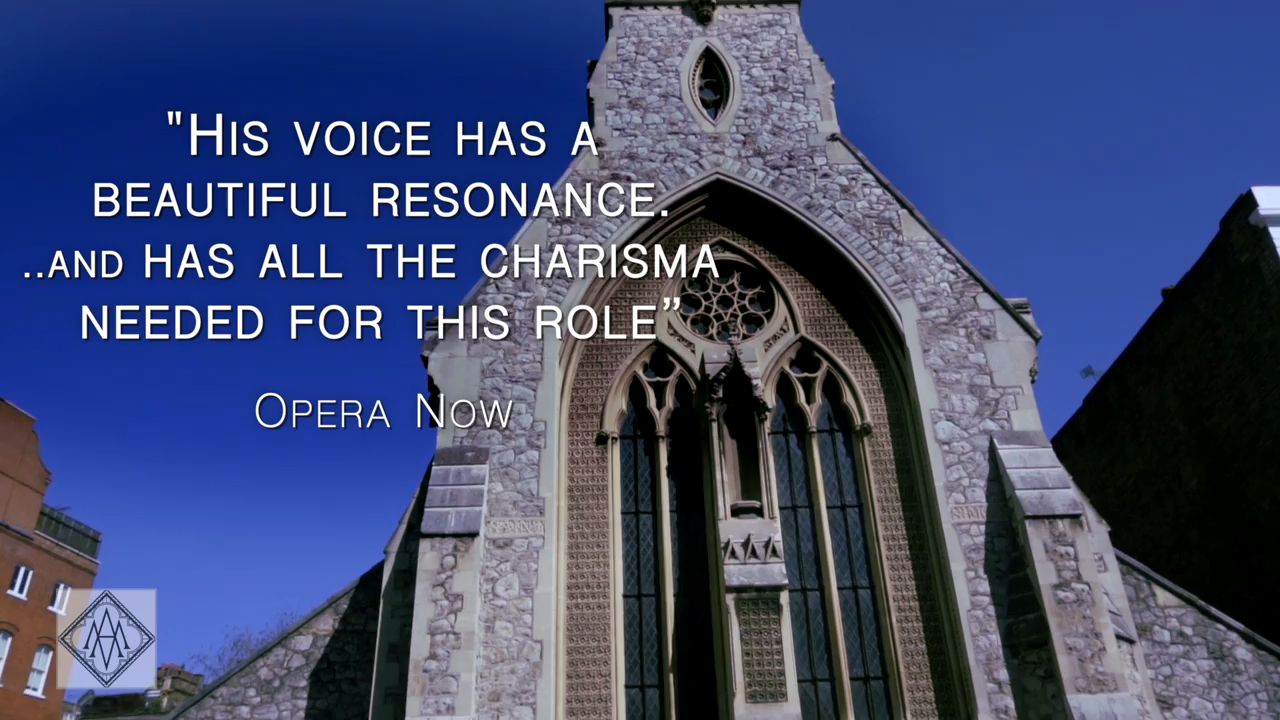 "His voice has a
beautiful resonance.
..and HAS ALL THE CHARISMA
NEEDED FOR THIS ROLE”
Opera Now